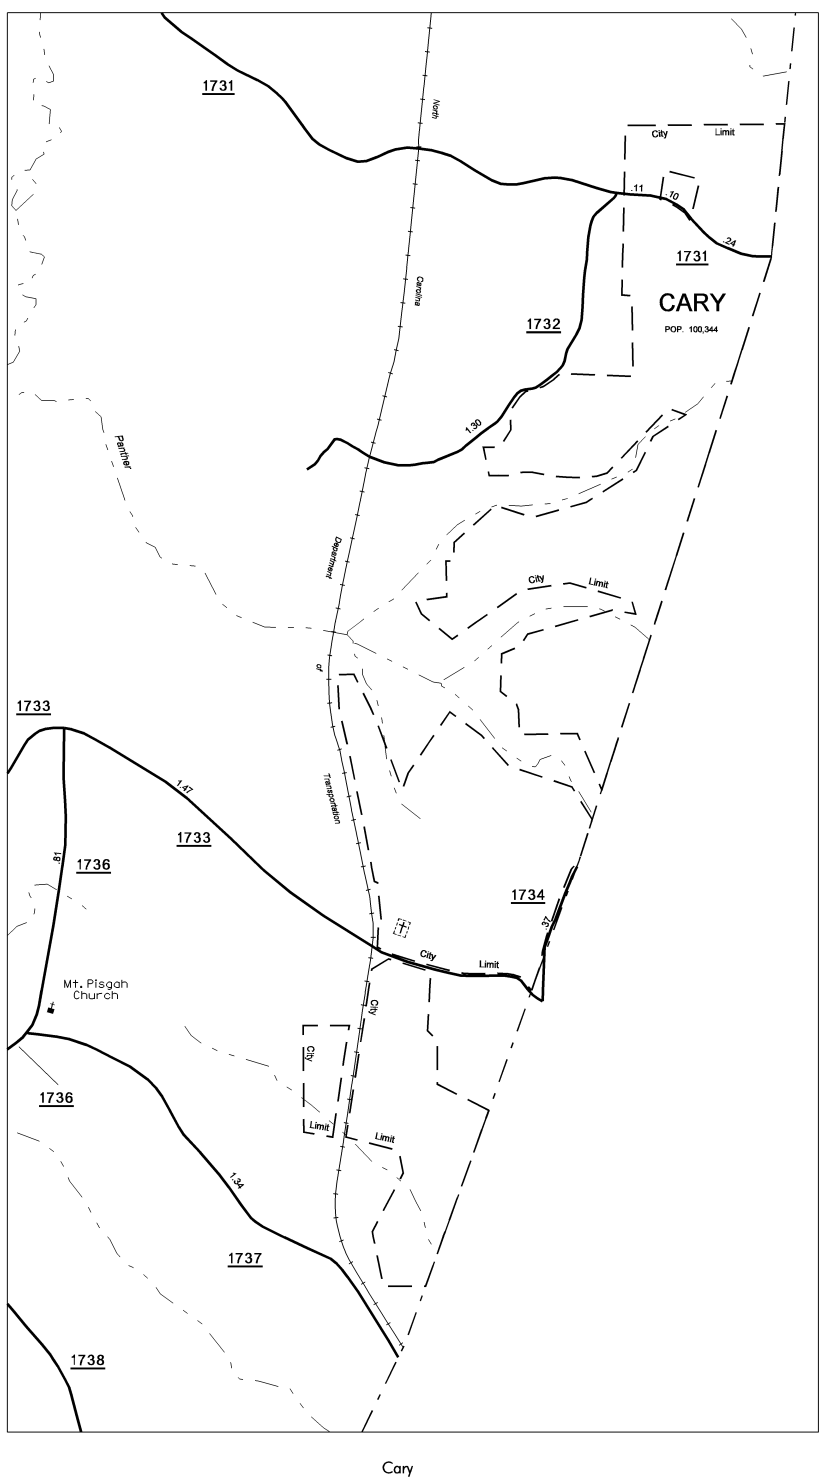 1731
North
City Limit
.11
.10
.24
1731
Carolina
CARY
POP. 100,344
1732
1.30
Panther
Department
City Limit
of
1733
1.47
Transportation
1733
.81
1736
1734
.37
City Limit
Mt. Pisgah
Church
City
City
1736
Limit
Limit
1.34
1737
1738
Cary